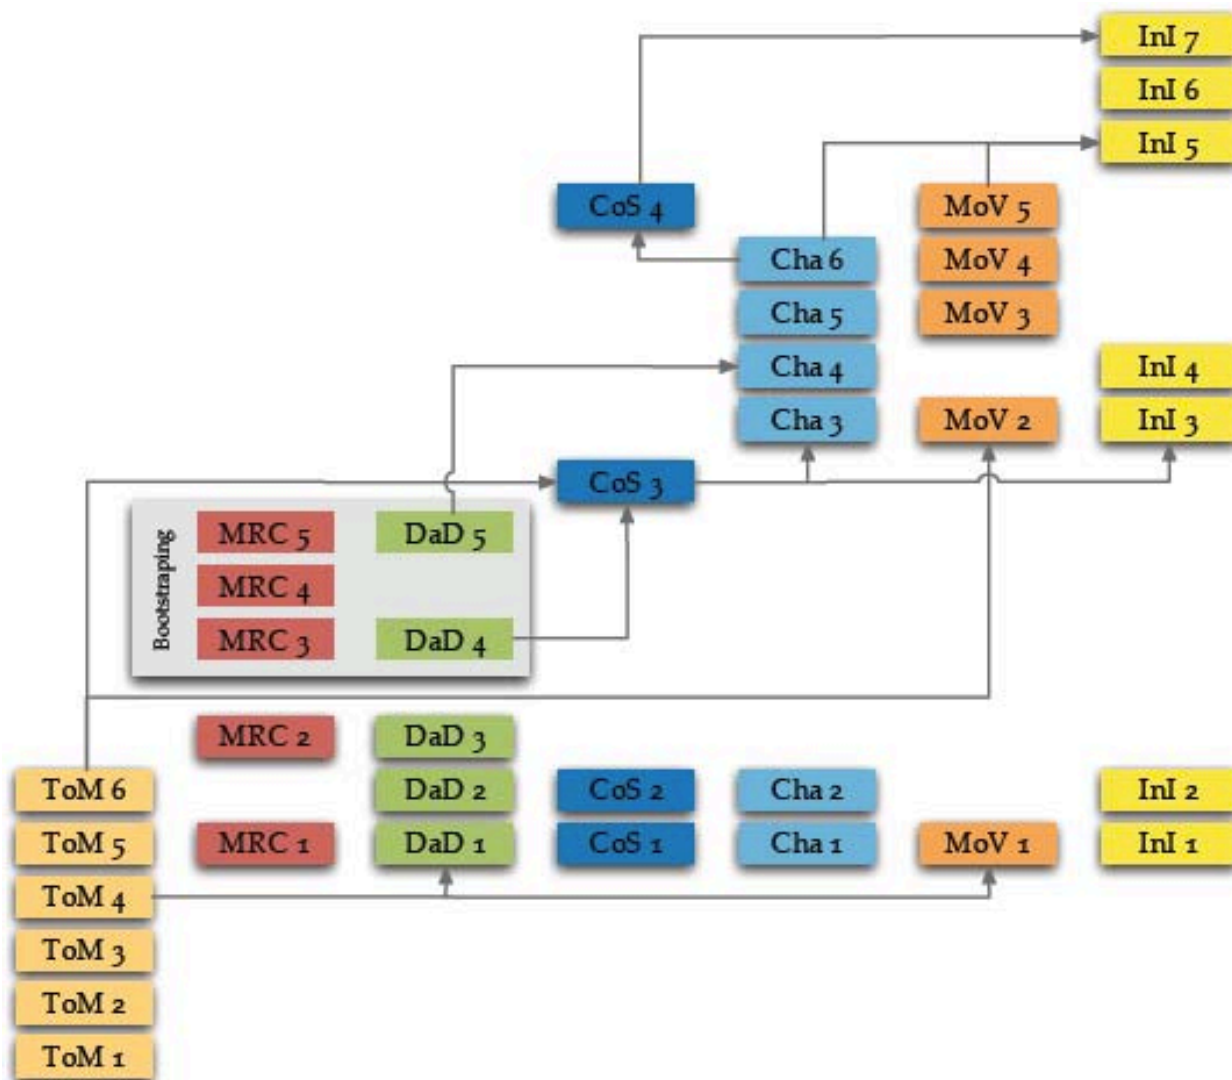 InI 7
InI 6
InI 5
CoS 4
MoV 5
Cha 6
MoV 4
Cha 5
MoV 3
Cha 4
InI 4
Cha 3
MoV 2
InI 3
CoS 3
Bootstraping
MRC 5
DaD 5
MRC 4
MRC 3
DaD 4
MRC 2
DaD 3
ToM 6
DaD 2
CoS 2
Cha 2
InI 2
ToM 5
MRC 1
DaD 1
CoS 1
Cha 1
MoV 1
InI 1
ToM 4
ToM 3
ToM 2
ToM 1